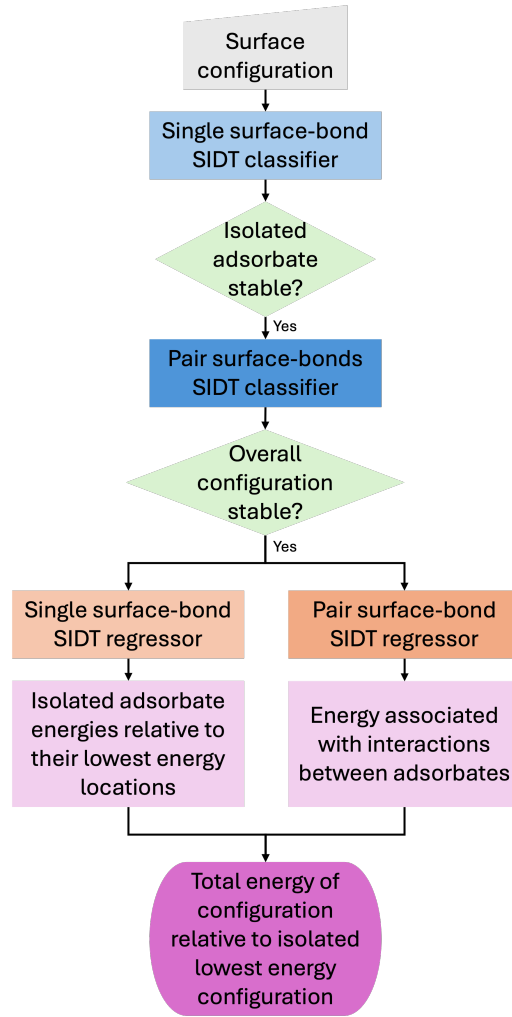 Surface
configuration
Single surface-bond
SIDT classifier
Isolated
adsorbate
stable?
Yes
Pair surface-bonds
SIDT classifier
Overall
configuration
stable?
Yes
Single surface-bond
SIDT regressor
Pair surface-bond
SIDT regressor
Isolated adsorbate
energies relative to
their lowest energy
locations
Energy associated
with interactions
between adsorbates
Total energy of
configuration
relative to isolated
lowest energy
configuration